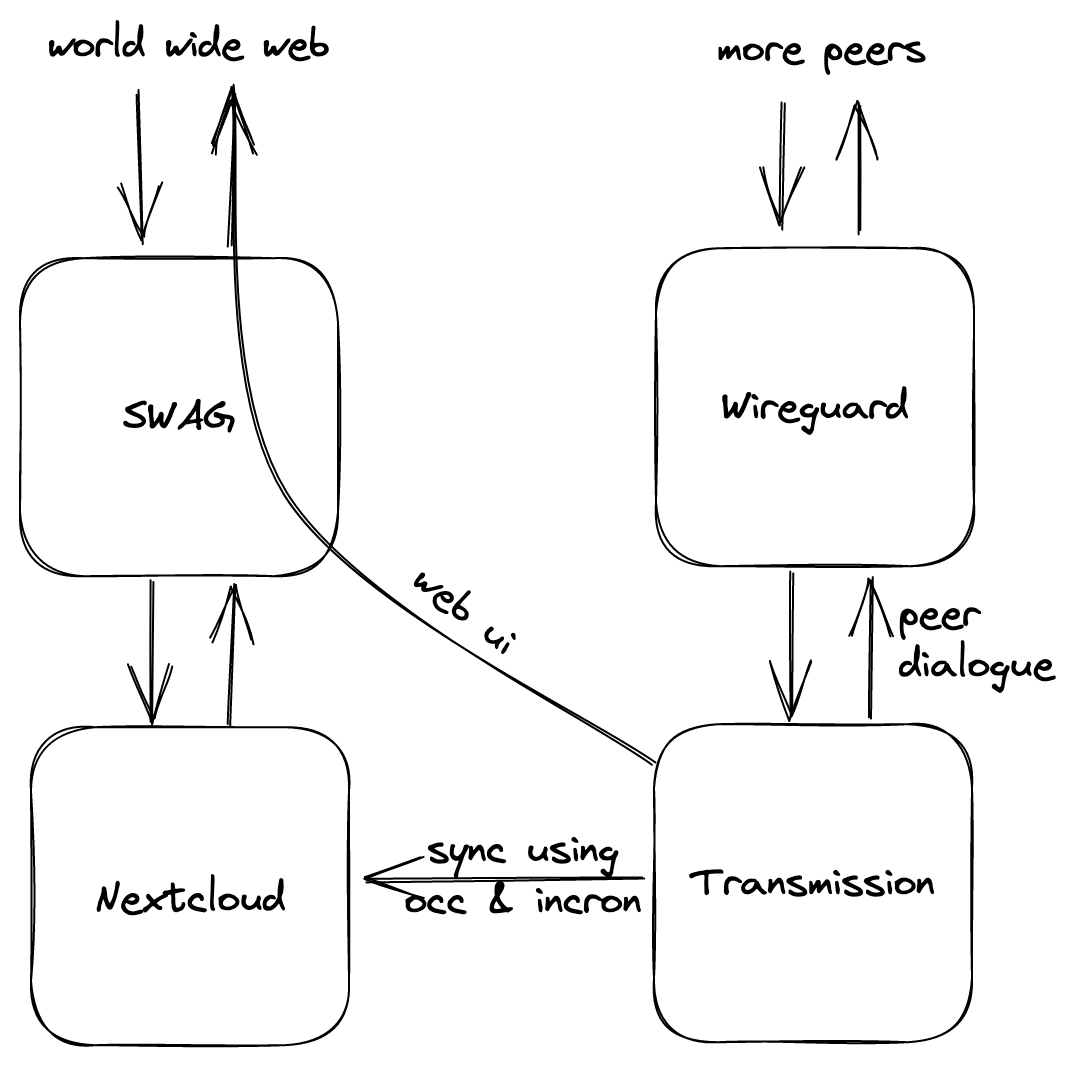 world wide web
more peers
SWAG
Wireguard
web ui
peer
dialogue
sync using
occ & incron
Nextcloud
Transmission